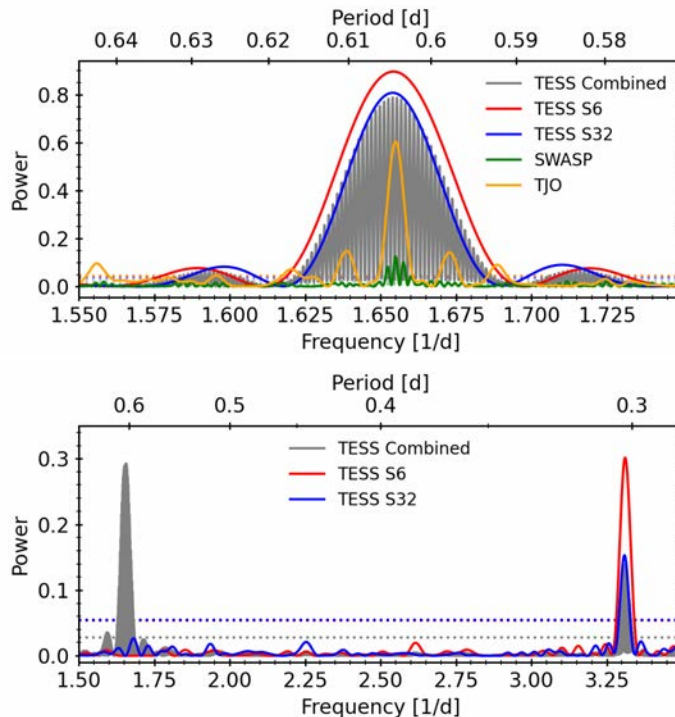 Period [d]
0.64 0.63 0.62 0.61 0.6 0.59 0.58
0.8
0.6
0.4
0.2
0.0
Power
TESS Combined
TESS S6
TESS S32
SWASP
TJO
1.550 1.575 1.600 1.625 1.650 1.675 1.700 1.725
Frequency [1/d]
Period [d]
0.6 0.5 0.4 0.3
0.3
0.2
0.1
0.0
Power
TESS Combined
TESS S6
TESS S32
1.50 1.75 2.00 2.25 2.50 2.75 3.00 3.25
Frequency [1/d]